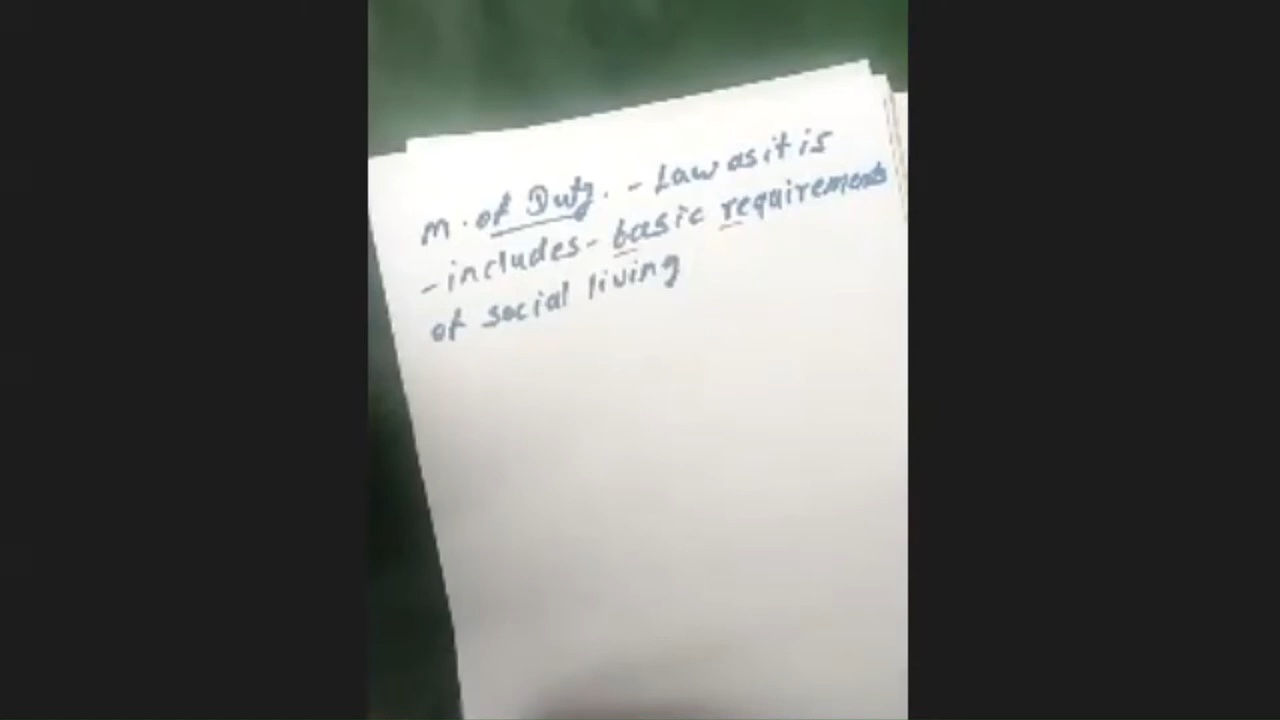 M. of Duty. - Law as it is
- includes - basic requirements
of social living